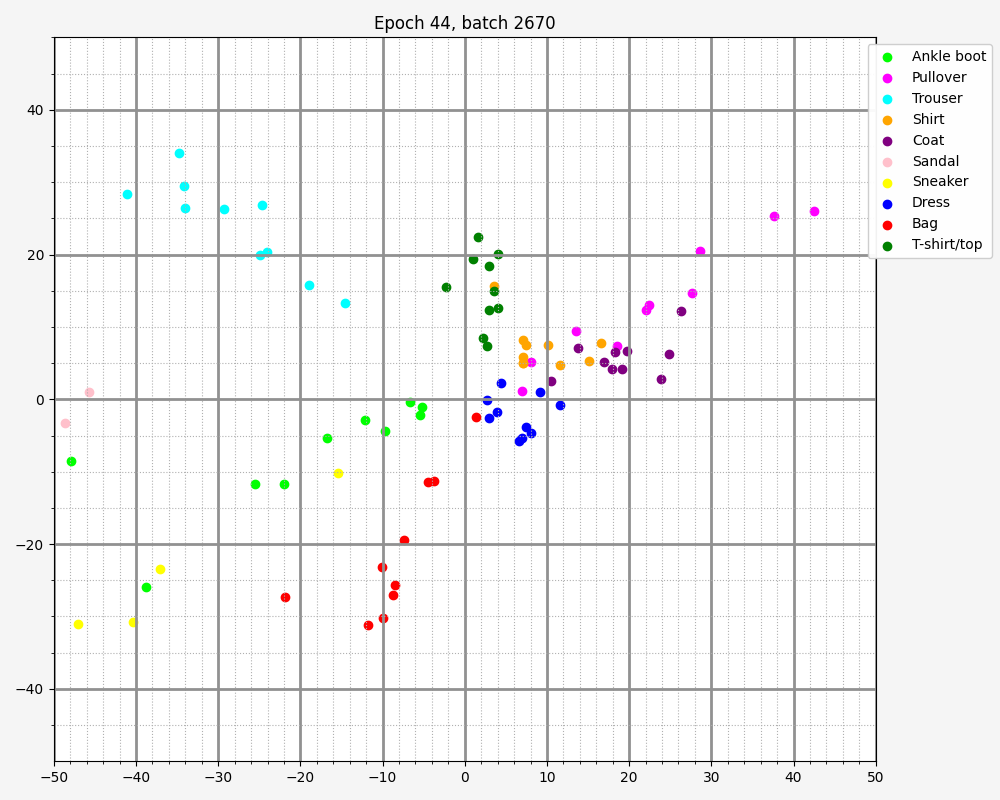 Epoch 44, batch 2670
Ankle boot
Pullover
Trouser
Shirt
Coat
Sandal
Sneaker
Dress
Bag
T-shirt/top
40
20
0
−20
−40
−50 −40 −30 −20 −10 0 10 20 30 40 50